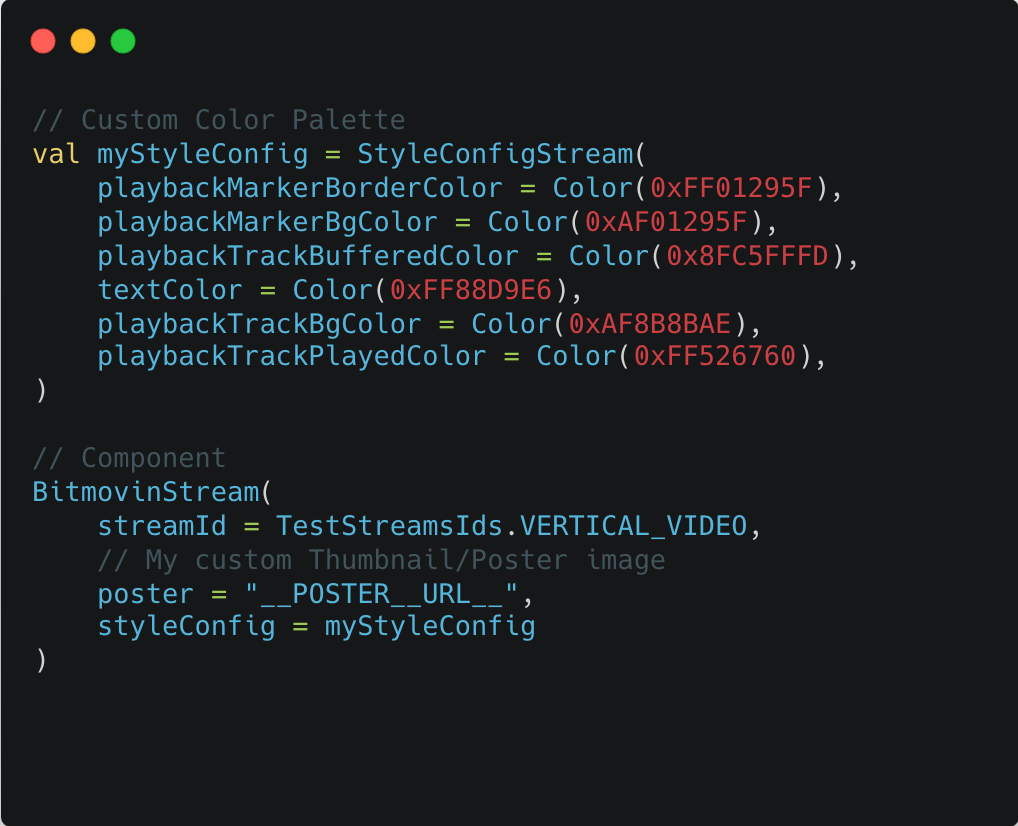 // Custom Color Palette
val myStyleConfig = StyleConfigStream(
    playbackMarkerBorderColor = Color(0xFF01295F),
    playbackMarkerBgColor = Color(0xAF01295F),
    playbackTrackBufferedColor = Color(0x8FC5FFFD),
    textColor = Color(0xFF88D9E6),
    playbackTrackBgColor = Color(0xAF8B8BAE),
    playbackTrackPlayedColor = Color(0xFF526760),
)
// Component
BitmovinStream(
    streamId = TestStreamsIds.VERTICAL_VIDEO,
    // My custom Thumbnail/Poster image
    poster = "__POSTER__URL__",
    styleConfig = myStyleConfig
)